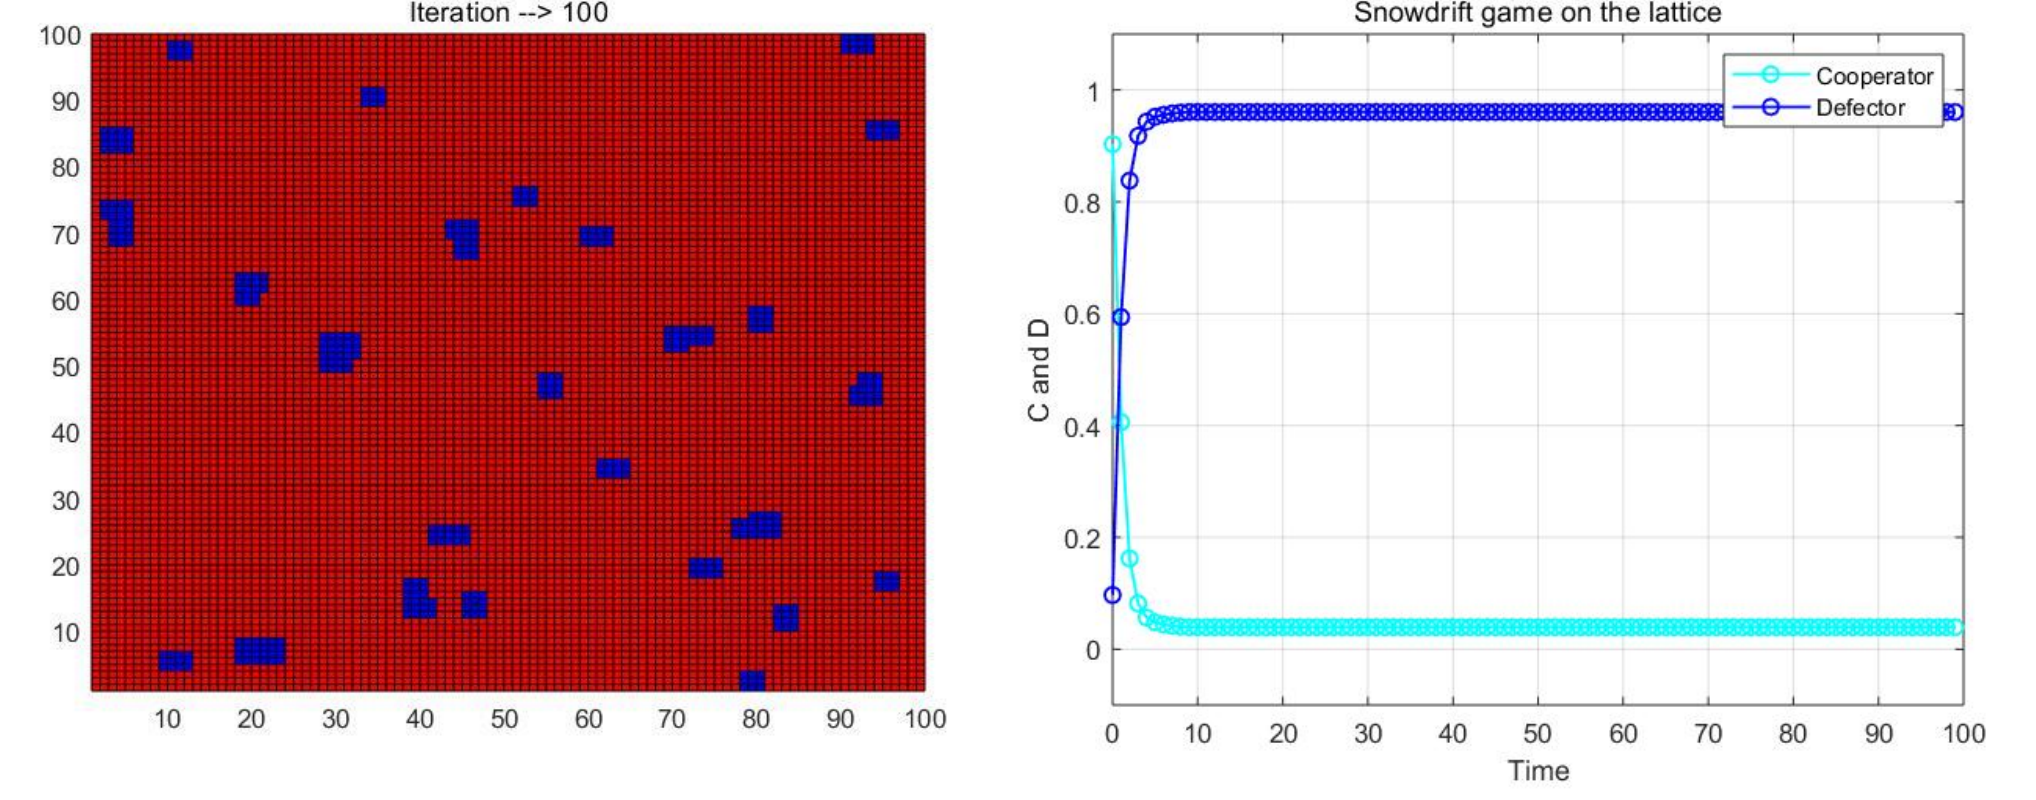 Iteration --> 100
100
90
80
70
60
50
40
30
20
10
10 20 30 40 50 60 70 80 90 100
Snowdrift game on the lattice
Cooperator
Defector
C and D
1
0.8
0.6
0.4
0.2
0
0 10 20 30 40 50 60 70 80 90 100
Time